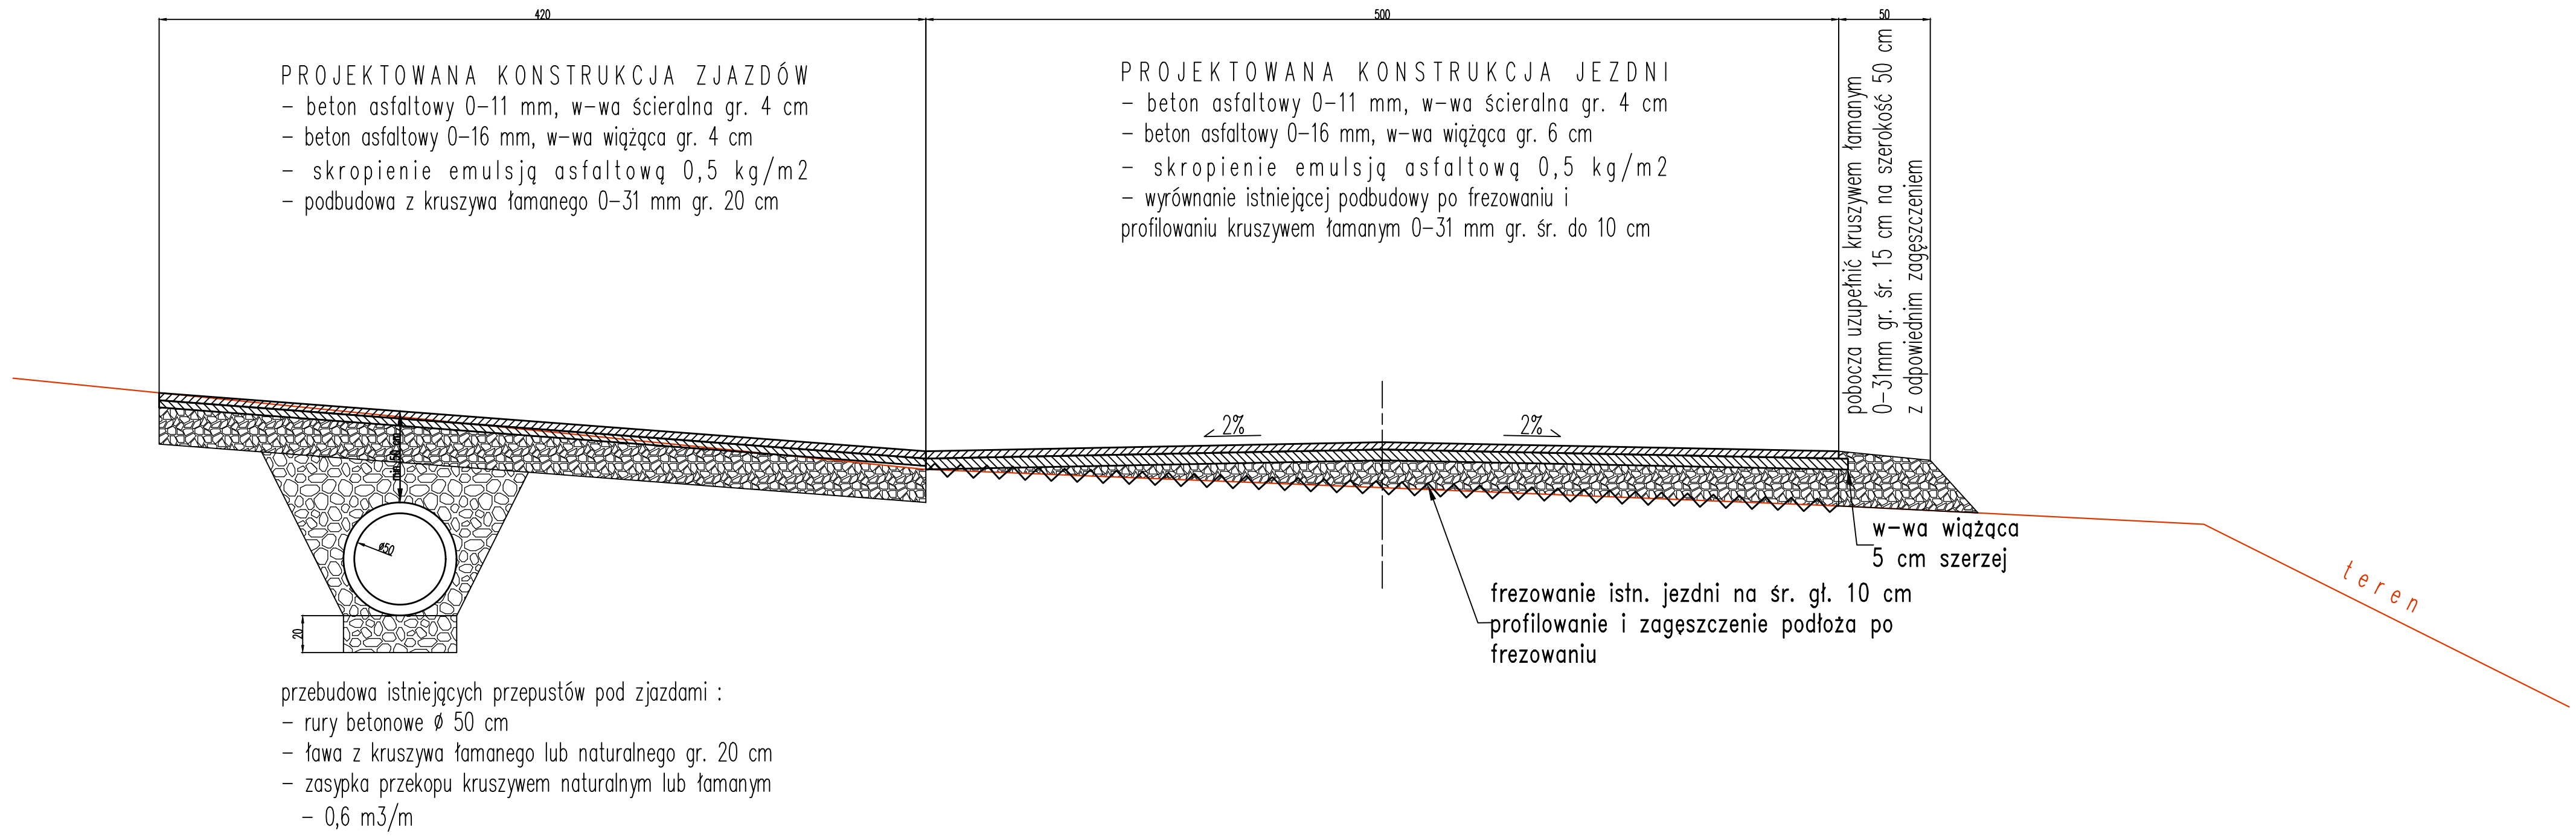 420
500
50
PROJEKTOWANA KONSTRUKCJA ZJAZDÓW
- beton asfaltowy 0-11 mm, w-wa ścieralna gr. 4 cm
- beton asfaltowy 0-16 mm, w-wa wiążąca gr. 4 cm
- skropienie emulsją asfaltową 0,5 kg/m2
- podbudowa z kruszywa łamanego 0-31 mm gr. 20 cm
PROJEKTOWANA KONSTRUKCJA JEZDNI
- beton asfaltowy 0-11 mm, w-wa ścieralna gr. 4 cm
- beton asfaltowy 0-16 mm, w-wa wiążąca gr. 6 cm
- skropienie emulsją asfaltową 0,5 kg/m2
- wyrównanie istniejącej podbudowy po frezowaniu i
profilowaniu kruszywem łamanym 0-31 mm gr. śr. do 10 cm
pobocza uzupełnić kruszywem łamanym
0-31mm gr. śr. 15 cm na szerokość 50 cm
z odpowiednim zagęszczeniem
2%
2%
min. 50 cm
ø50
20
w-wa wiążąca
5 cm szerzej
frezowanie istn. jezdni na śr. gł. 10 cm
profilowanie i zagęszczenie podłoża po
frezowaniu
teren
przebudowa istniejących przepustów pod zjazdami :
- rury betonowe ø 50 cm
- ława z kruszywa łamanego lub naturalnego gr. 20 cm
- zasypka przekopu kruszywem naturalnym lub łamanym
- 0,6 m3/m